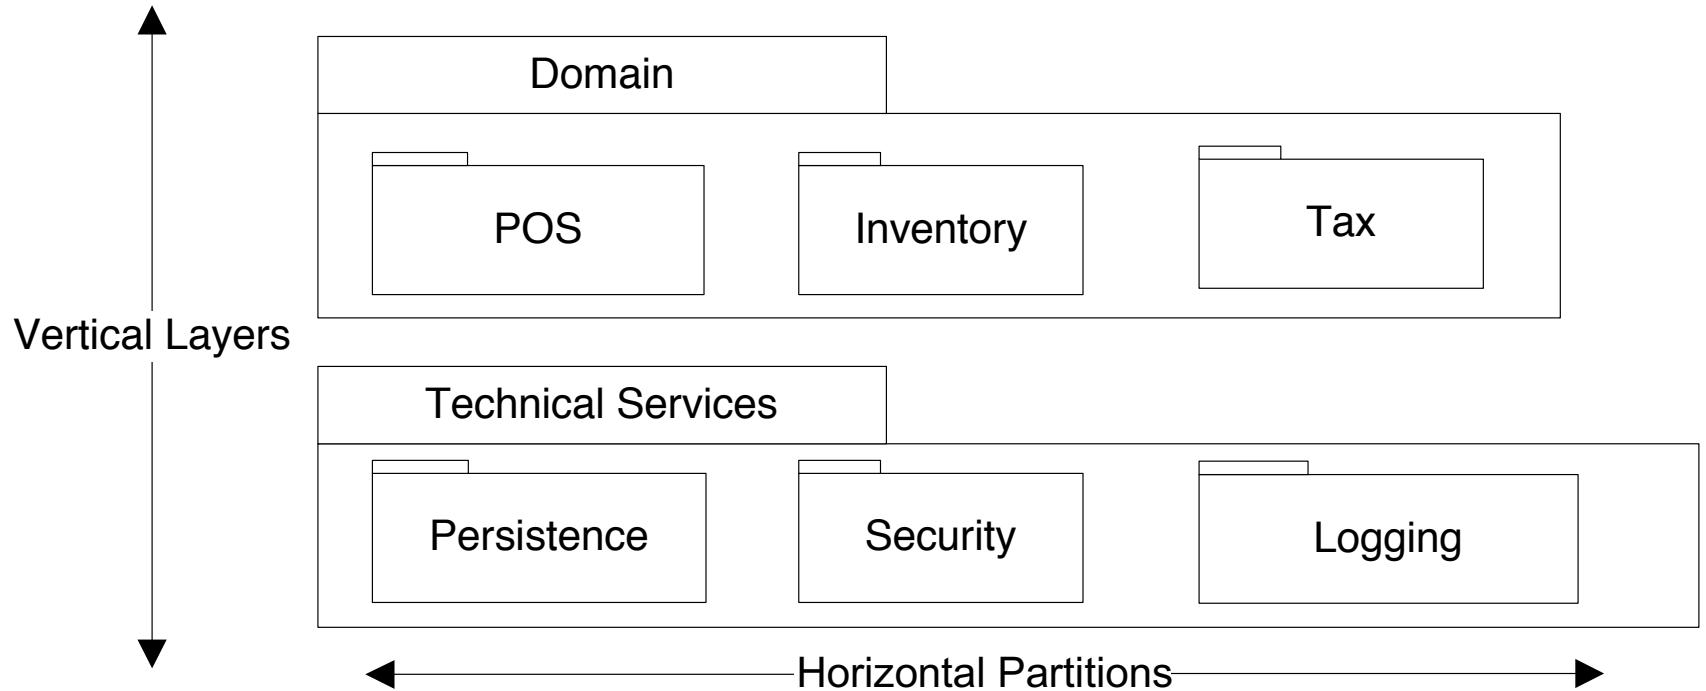 Domain
POS
Inventory
Tax
Vertical Layers
Technical Services
Persistence
Security
Logging
Horizontal Partitions